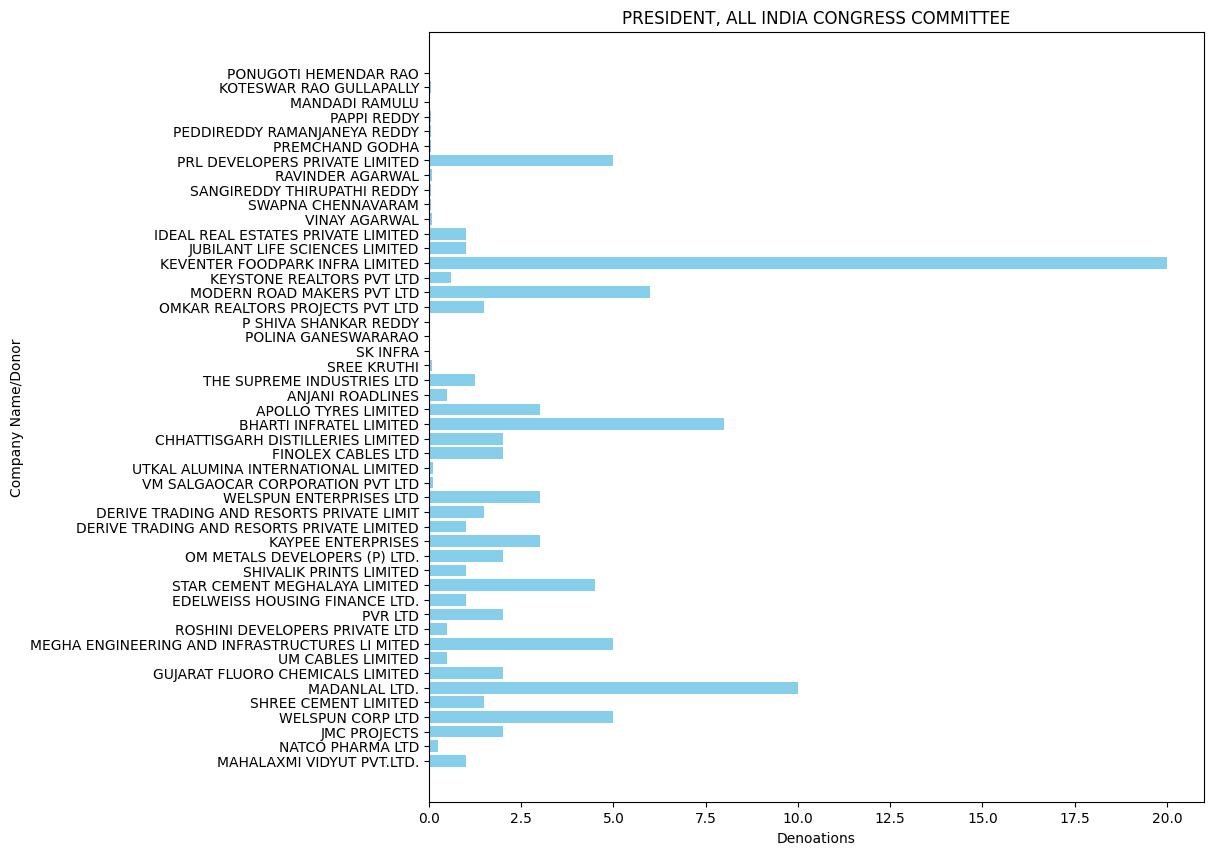 PRESIDENT, ALL INDIA CONGRESS COMMITTEE
PONUGOTI HEMENDAR RAO
KOTESWAR RAO GULLAPALLY
MANDADI RAMULU
PAPPI REDDY
PEDDIREDDY RAMANJANEYA REDDY
PREMCHAND GODHA
PRL DEVELOPERS PRIVATE LIMITED
RAVINDER AGARWAL
SANGIREDDY THIRUPATHI REDDY
SWAPNA CHENNAVARAM
VINAY AGARWAL
IDEAL REAL ESTATES PRIVATE LIMITED
JUBILANT LIFE SCIENCES LIMITED
KEVENTER FOODPARK INFRA LIMITED
KEYSTONE REALTORS PVT LTD
MODERN ROAD MAKERS PVT LTD
OMKAR REALTORS PROJECTS PVT LTD
P SHIVA SHANKAR REDDY
POLINA GANESWARARAO
SK INFRA
SREE KRUTHI
THE SUPREME INDUSTRIES LTD
ANJANI ROADLINES
APOLLO TYRES LIMITED
BHARTI INFRATEL LIMITED
CHHATTISGARH DISTILLERIES LIMITED
FINOLEX CABLES LTD
UTKAL ALUMINA INTERNATIONAL LIMITED
VM SALGAOCAR CORPORATION PVT LTD
WELSPUN ENTERPRISES LTD
DERIVE TRADING AND RESORTS PRIVATE LIMIT
DERIVE TRADING AND RESORTS PRIVATE LIMITED
KAYPEE ENTERPRISES
OM METALS DEVELOPERS (P) LTD.
SHIVALIK PRINTS LIMITED
STAR CEMENT MEGHALAYA LIMITED
EDELWEISS HOUSING FINANCE LTD.
PVR LTD
ROSHINI DEVELOPERS PRIVATE LTD
MEGHA ENGINEERING AND INFRASTRUCTURES LI MITED
UM CABLES LIMITED
GUJARAT FLUORO CHEMICALS LIMITED
MADANLAL LTD.
SHREE CEMENT LIMITED
WELSPUN CORP LTD
JMC PROJECTS
NATCO PHARMA LTD
MAHALAXMI VIDYUT PVT.LTD.
Company Name/Donor
0.0 2.5 5.0 7.5 10.0 12.5 15.0 17.5 20.0
Denoations